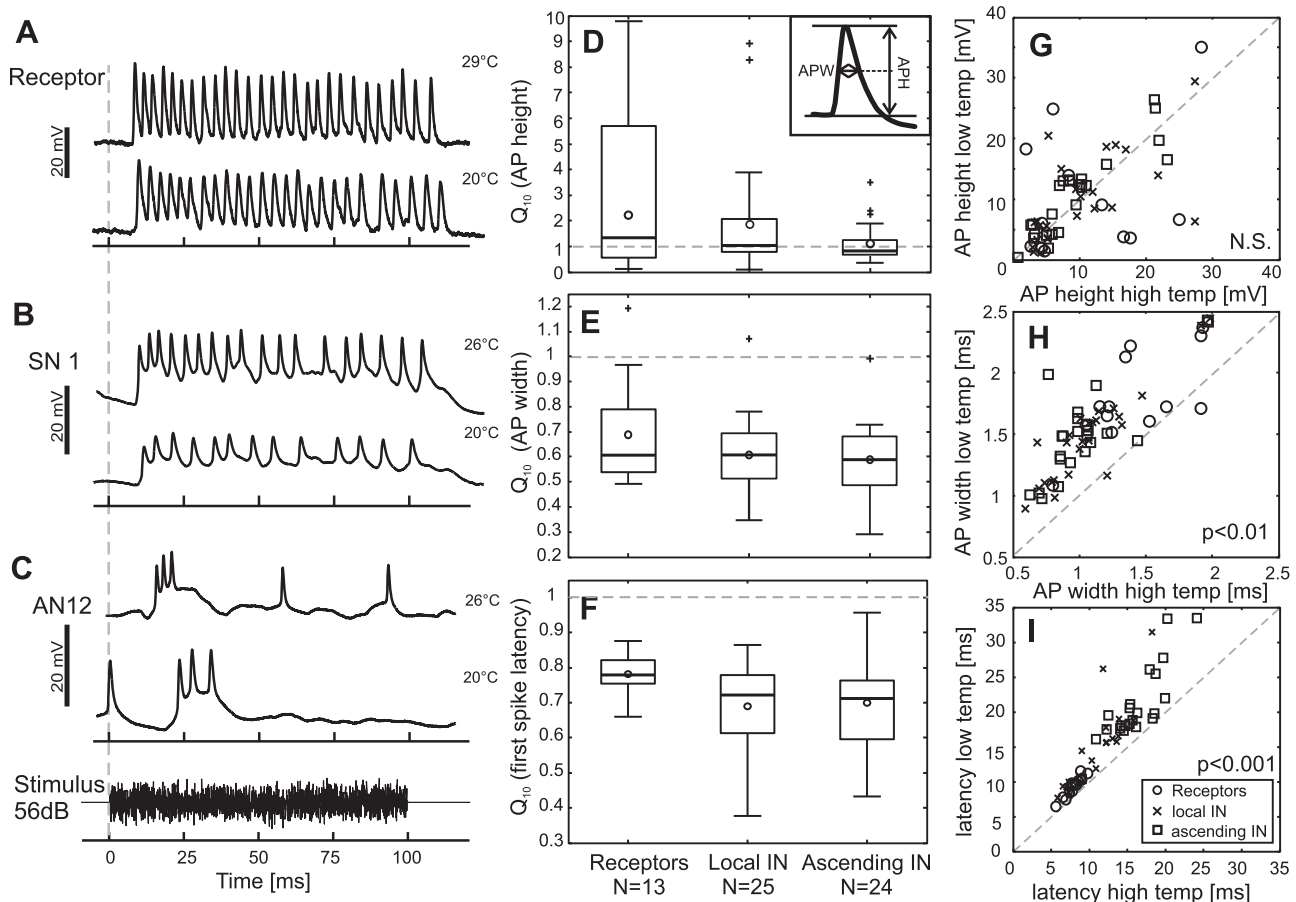 A
Receptor
29°C
20 mV
20°C
B
SN 1
26°C
20 mV
20°C
C
AN12
26°C
20 mV
20°C
Stimulus
56dB
0 25 50 75 100
Time [ms]
D
Q10 (AP height)
10
9
8
7
6
5
4
3
2
1
0
APW
APH
E
Q10 (AP width)
1.2
1.1
1
0.9
0.8
0.7
0.6
0.5
0.4
0.3
0.2
F
Q10 (first spike latency)
1
0.9
0.8
0.7
0.6
0.5
0.4
0.3
Receptors Local IN Ascending IN
N=13 N=25 N=24
G
AP height low temp [mV]
40
30
20
10
0
N.S.
10 20 30 40
AP height high temp [mV]
H
AP width low temp [ms]
2.5
2
1.5
1
0.5
p<0.01
0.5 1 1.5 2 2.5
AP width high temp [ms]
I
latency low temp [ms]
35
30
25
20
15
10
5
0
p<0.001
Receptors
local IN
ascending IN
0 5 10 15 20 25 30 35
latency high temp [ms]